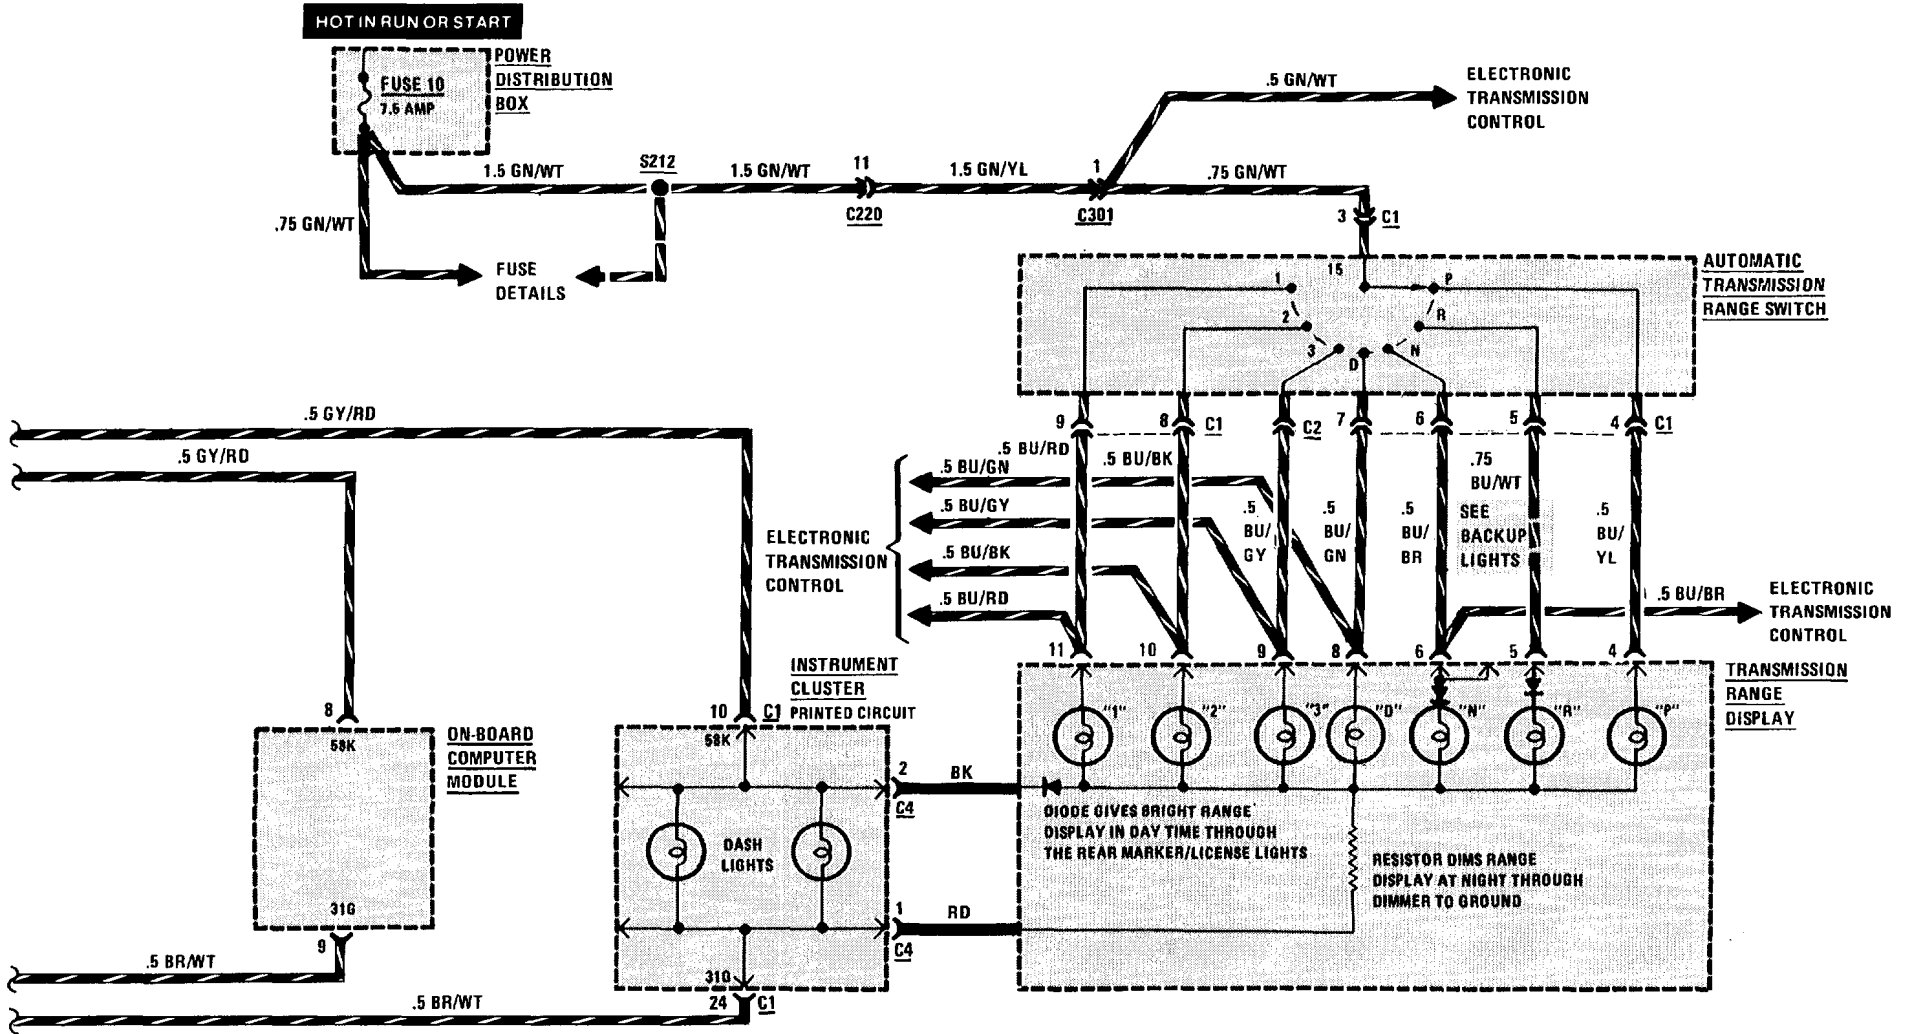 HOT IN RUN OR START
POWER
DISTRIBUTION
BOX
FUSE 10
7.5 AMP
1.5 GN/WT
S212
1.5 GN/WT
11
C220
1.5 GN/YL
1
C301
.5 GN/WT
ELECTRONIC
TRANSMISSION
CONTROL
.75 GN/WT
3
C1
.75 GN/WT
FUSE
DETAILS
AUTOMATIC
TRANSMISSION
RANGE SWITCH
15
1
2
3
D
N
R
P
9
8
C1
C2
7
6
5
4
C1
.5 GY/RD
.5 GY/RD
.5 BU/RD
.5 BU/BK
.5 BU/GN
.5 BU/GY
.5 BU/BK
.5 BU/RD
ELECTRONIC
TRANSMISSION
CONTROL
.5
BU/
GY
.5
BU/
GN
.5
BU/
BR
.75
BU/WT
SEE
BACKUP
LIGHTS
.5
BU/
YL
.5 BU/BR
ELECTRONIC
TRANSMISSION
CONTROL
11
10
9
8
6
5
4
TRANSMISSION
RANGE
DISPLAY
"1"
"2"
"3"
"D"
"N"
"R"
"P"
INSTRUMENT
CLUSTER
PRINTED CIRCUIT
10
C1
58K
8
58K
ON-BOARD
COMPUTER
MODULE
31G
9
.5 BR/WT
DASH
LIGHTS
2
C4
BK
DIODE GIVES BRIGHT RANGE
DISPLAY IN DAY TIME THROUGH
THE REAR MARKER/LICENSE LIGHTS
RESISTOR DIMS RANGE
DISPLAY AT NIGHT THROUGH
DIMMER TO GROUND
1
C4
RD
31G
24
C1
.5 BR/WT